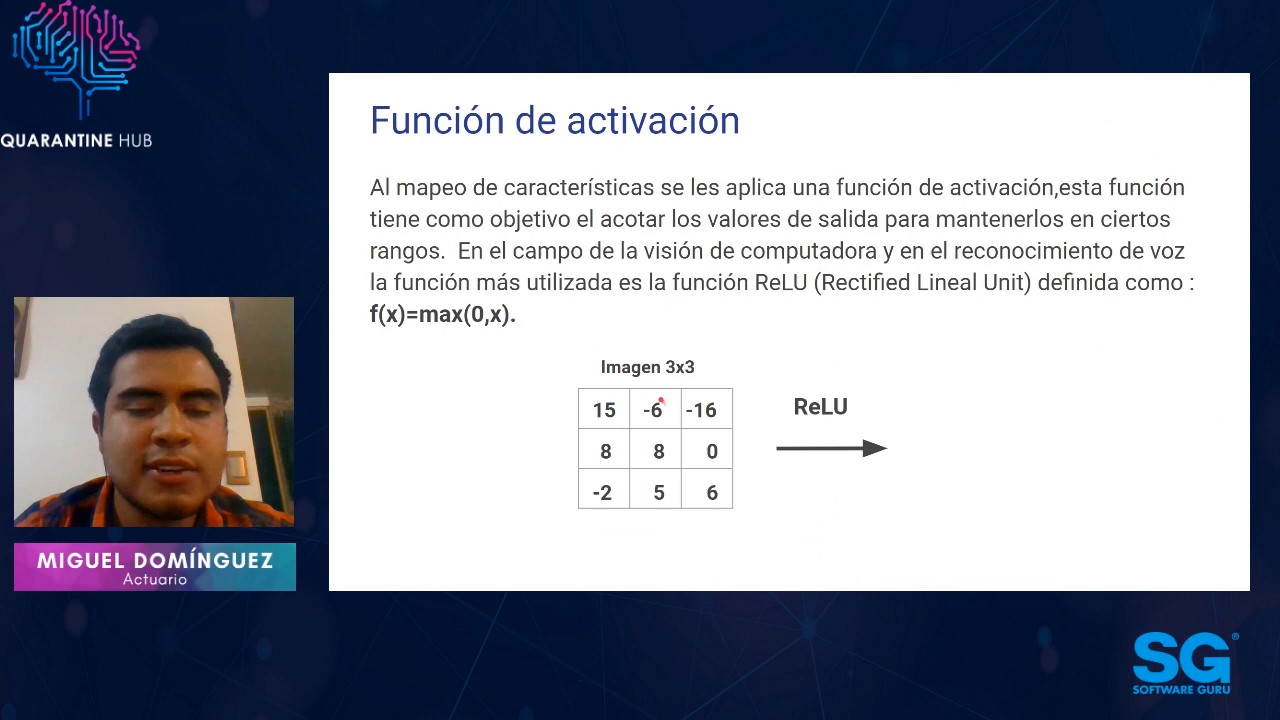 QUARANTINE HUB
Función de activación
Al mapeo de características se les aplica una función de activación,esta función
tiene como objetivo el acotar los valores de salida para mantenerlos en ciertos
rangos. En el campo de la visión de computadora y en el reconocimiento de voz
la función más utilizada es la función ReLU (Rectified Lineal Unit) definida como :
f(x)=max(0,x).
Imagen 3x3
15 -6 -16
8 8 0
-2 5 6
ReLU
MIGUEL DOMÍNGUEZ
Actuario
SG®
SOFTWARE GURU